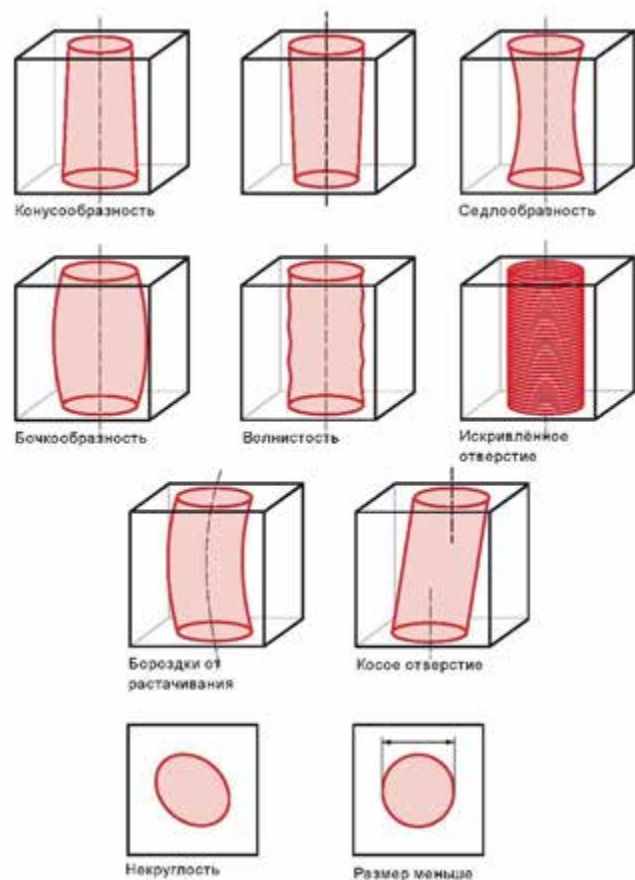 Конусообразность
Седлообразность
Бочкообразность
Волнистость
Искривлённое
отверстие
Бороздки от
растачивания
Косое отверстие
Некруглость
Размер меньше